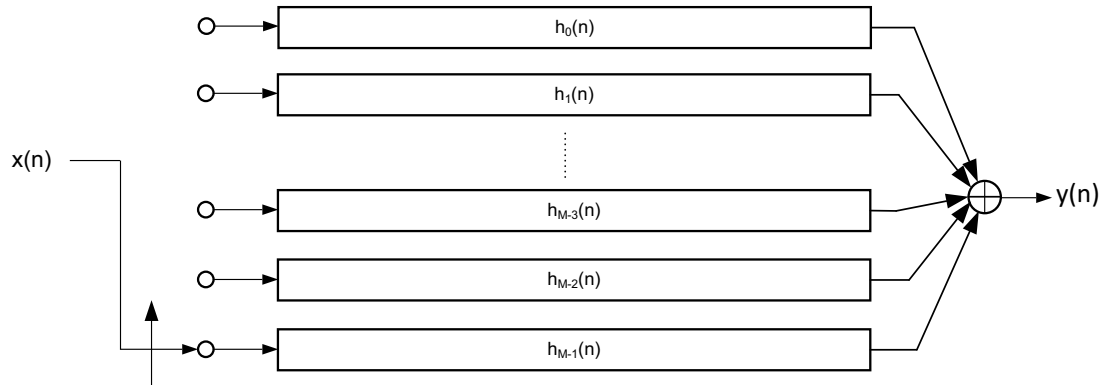 h₀(n)
h₁(n)
x(n)
h_{M-3}(n)
y(n)
h_{M-2}(n)
h_{M-1}(n)